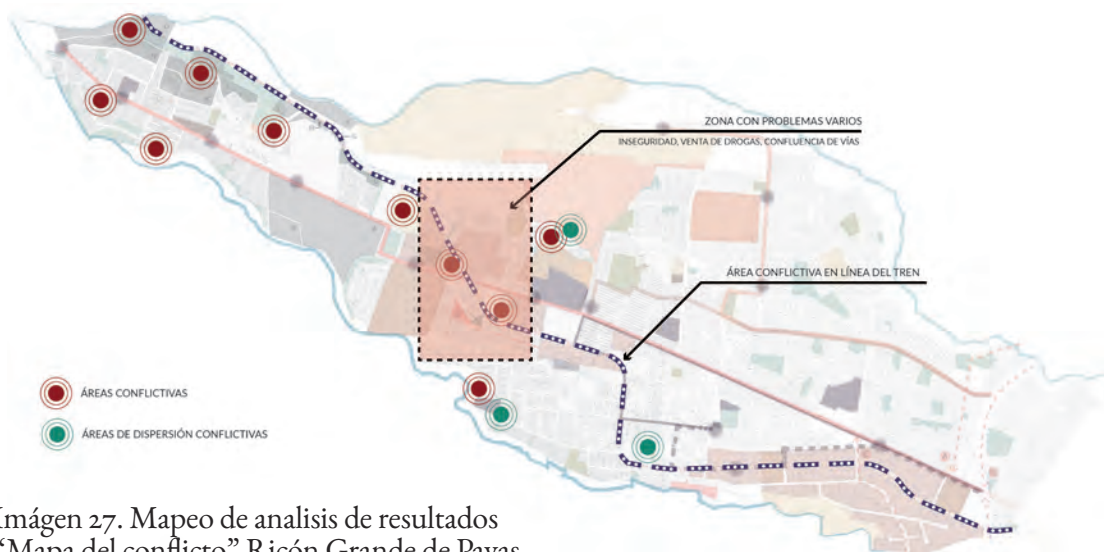 ZONA CON PROBLEMAS VARIOS
INSEGURIDAD, VENTA DE DROGAS, CONFLUENCIA DE VÍAS
ÁREA CONFLICTIVA EN LÍNEA DEL TREN
ÁREAS CONFLICTIVAS
ÁREAS DE DISPERSIÓN CONFLICTIVAS
Imágen 27. Mapeo de analisis de resultados
“Mapa del conflicto” Ricón Grande de Pavas